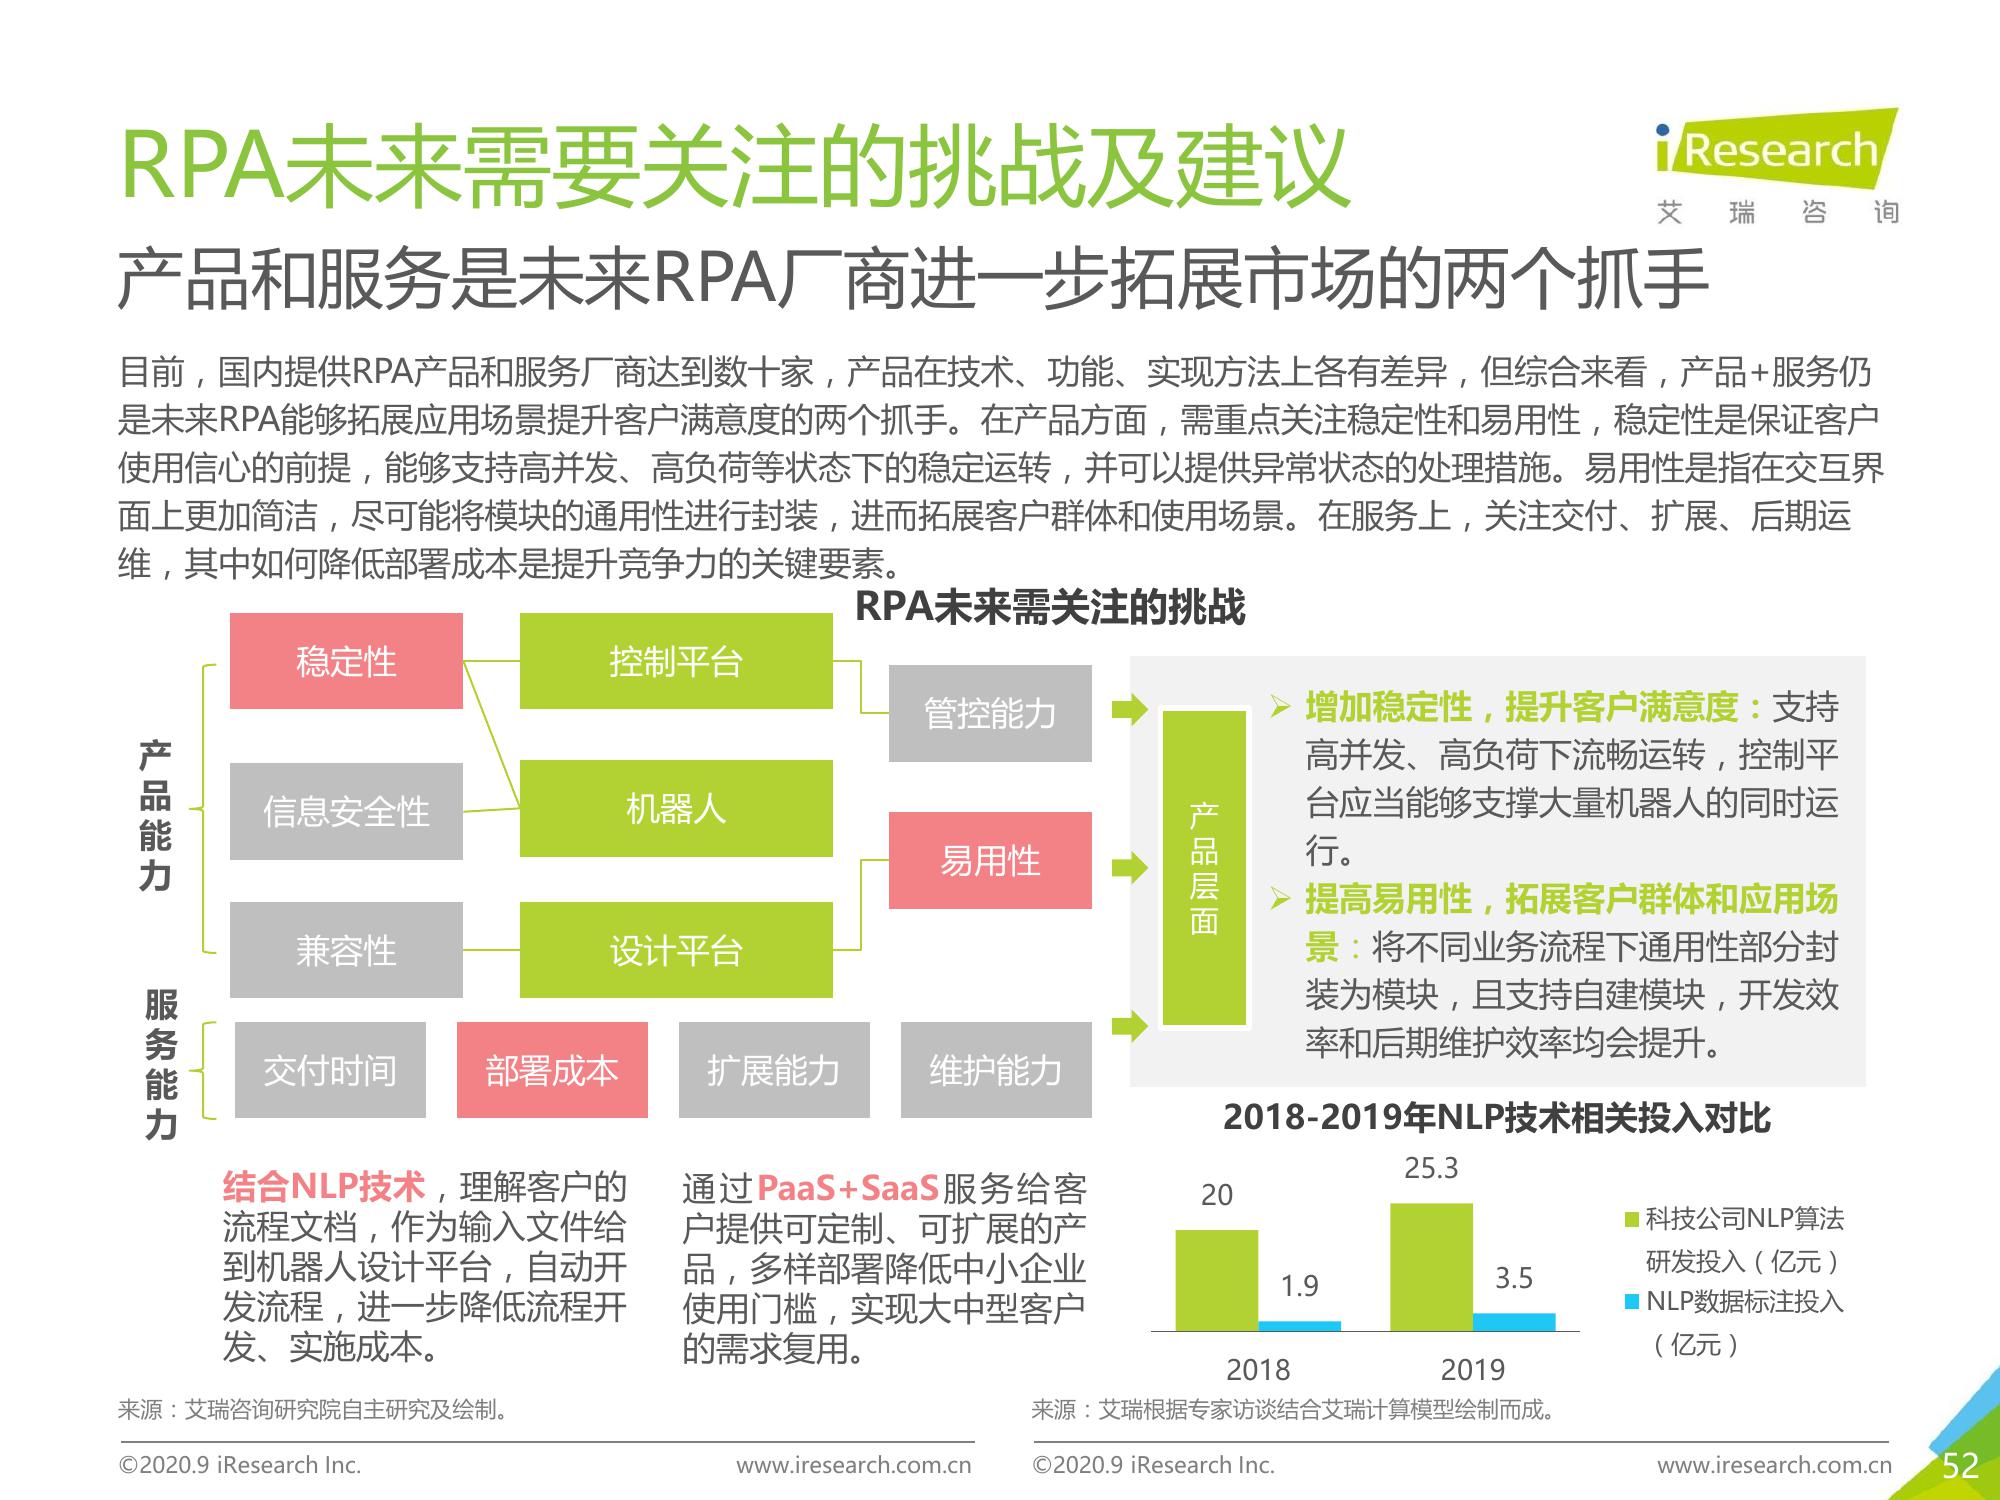 RPA未来需要关注的挑战及建议
iResearch
艾瑞咨询
产品和服务是未来RPA厂商进一步拓展市场的两个抓手
目前，国内提供RPA产品和服务厂商达到数十家，产品在技术、功能、实现方法上各有差异，但综合来看，产品+服务仍
是未来RPA能够拓展应用场景提升客户满意度的两个抓手。在产品方面，需重点关注稳定性和易用性，稳定性是保证客户
使用信心的前提，能够支持高并发、高负荷等状态下的稳定运转，并可以提供异常状态的处理措施。易用性是指在交互界
面上更加简洁，尽可能将模块的通用性进行封装，进而拓展客户群体和使用场景。在服务上，关注交付、扩展、后期运
维，其中如何降低部署成本是提升竞争力的关键要素。
RPA未来需关注的挑战
产品能力
稳定性
控制平台
管控能力
信息安全性
机器人
易用性
兼容性
设计平台
服务能力
交付时间
部署成本
扩展能力
维护能力
产品层面
增加稳定性，提升客户满意度：支持
高并发、高负荷下流畅运转，控制平
台应当能够支撑大量机器人的同时运
行。
提高易用性，拓展客户群体和应用场
景：将不同业务流程下通用性部分封
装为模块，且支持自建模块，开发效
率和后期维护效率均会提升。
结合NLP技术，理解客户的
流程文档，作为输入文件给
到机器人设计平台，自动开
发流程，进一步降低流程开
发、实施成本。
通过PaaS+SaaS服务给客
户提供可定制、可扩展的产
品，多样部署降低中小企业
使用门槛，实现大中型客户
的需求复用。
2018-2019年NLP技术相关投入对比
20
1.9
25.3
3.5
2018
2019
科技公司NLP算法
研发投入（亿元）
NLP数据标注投入
（亿元）
来源：艾瑞咨询研究院自主研究及绘制。
来源：艾瑞根据专家访谈结合艾瑞计算模型绘制而成。
©2020.9 iResearch Inc.
www.iresearch.com.cn
©2020.9 iResearch Inc.
www.iresearch.com.cn
52